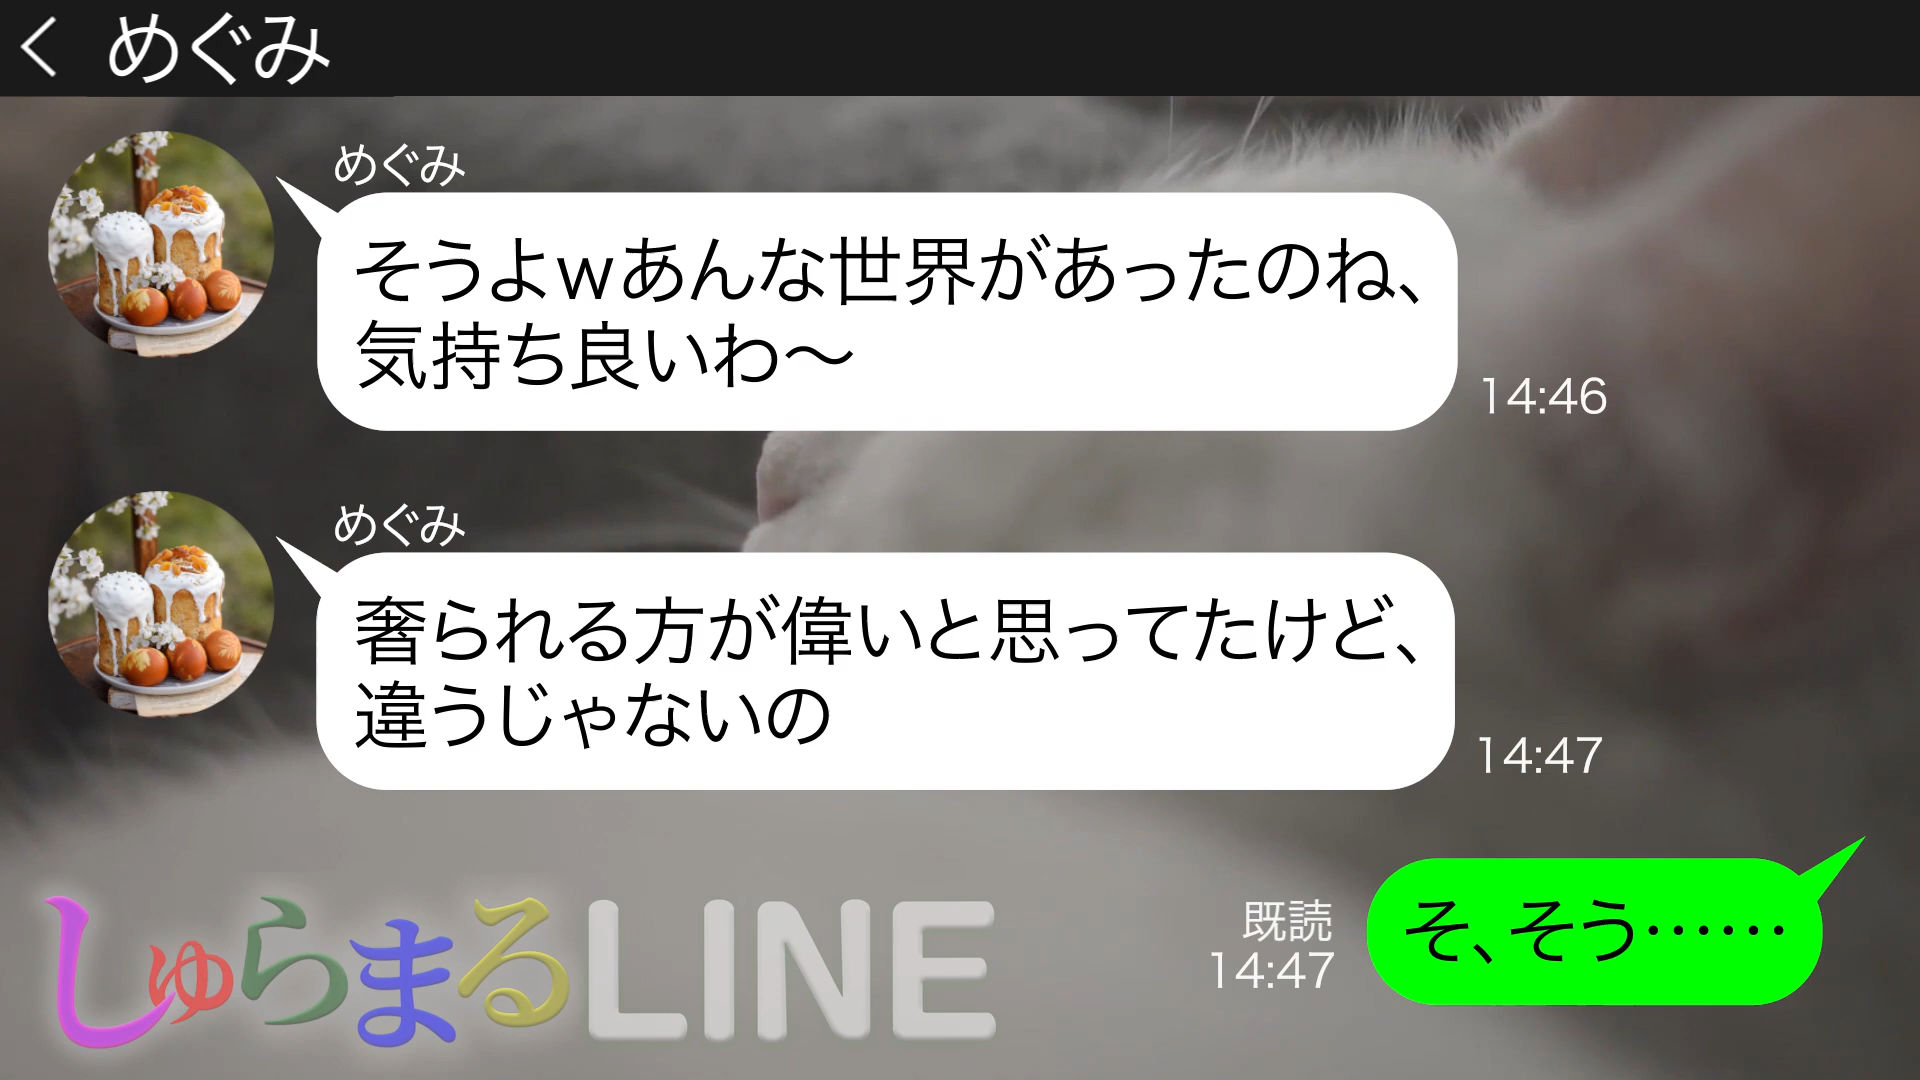 めぐみ
めぐみ
そうよwあんな世界があったのね、
気持ち良いわ～
14:46
めぐみ
奢られる方が偉いと思ってたけど、
違うじゃないの
14:47
そ、そう……
既読
14:47
しゅらまるLINE